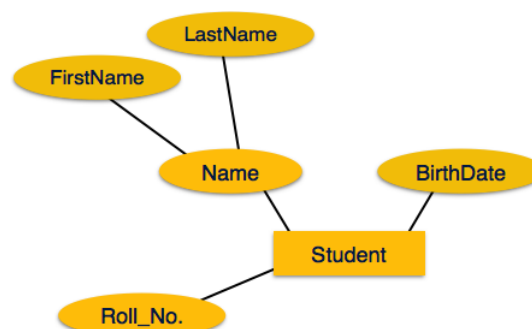 LastName
FirstName
Name
BirthDate
Student
Roll_No.